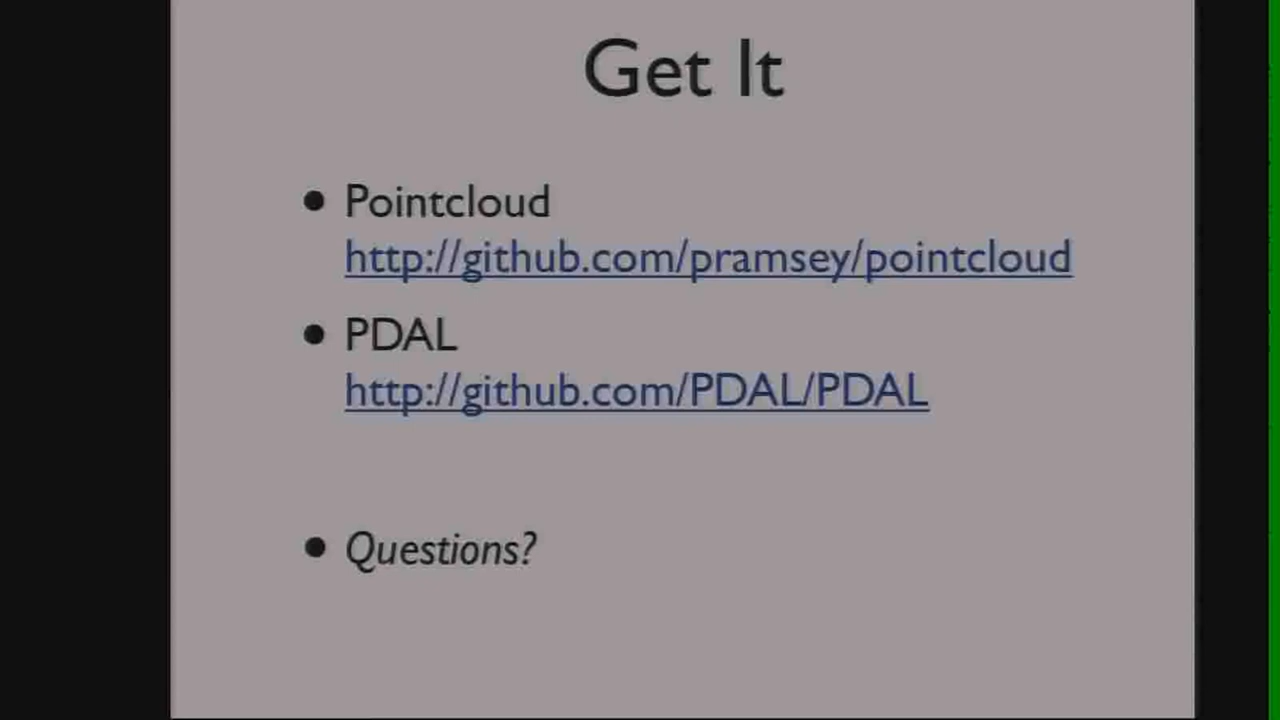 Get It
• Pointcloud
http://github.com/pramsey/pointcloud
• PDAL
http://github.com/PDAL/PDAL
• Questions?